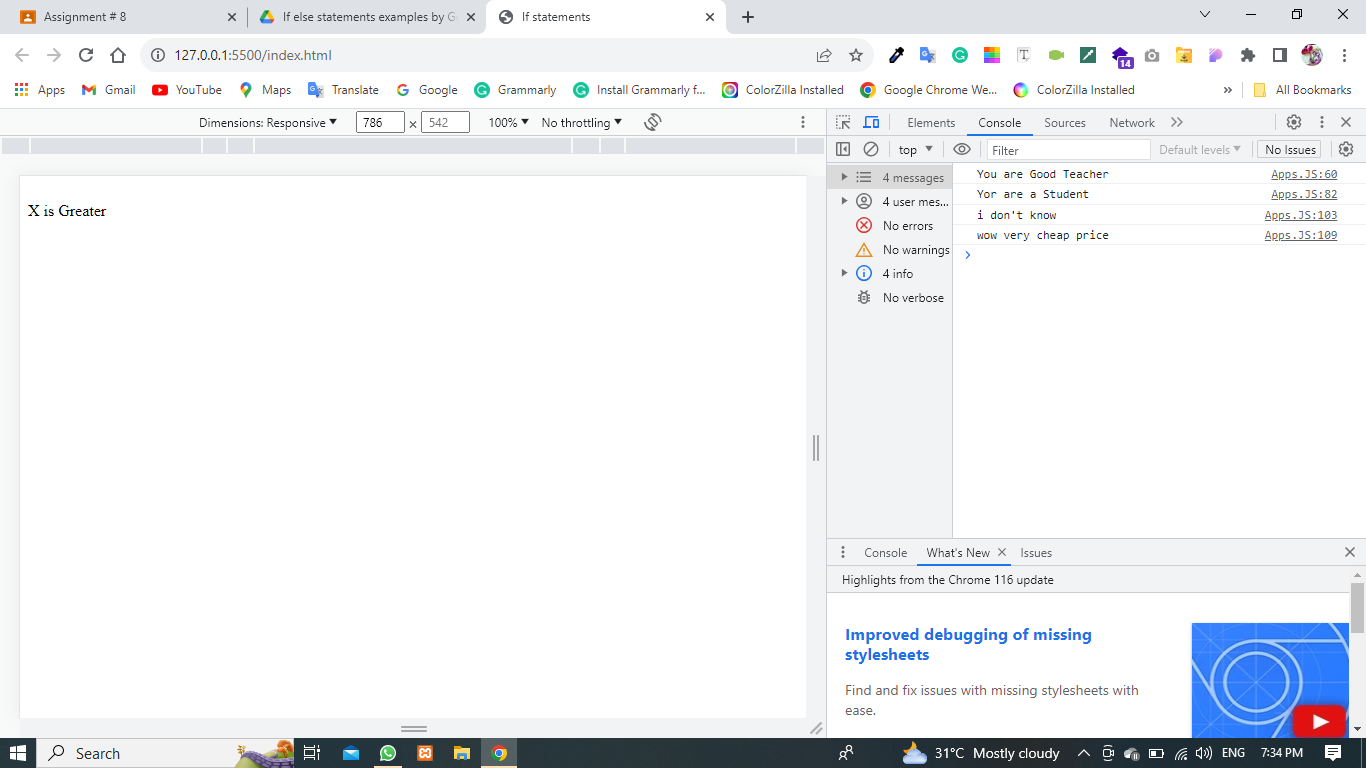 Assignment # 8
If else statements examples by G
If statements
127.0.0.1:5500/index.html
14
Apps
Gmail
YouTube
Maps
Translate
Google
Grammarly
Install Grammarly f...
ColorZilla Installed
Google Chrome We...
ColorZilla Installed
»
All Bookmarks
Dimensions: Responsive
786
×
542
100%
No throttling
X is Greater
Elements
Console
Sources
Network
top
Filter
Default levels
No Issues
4 messages
4 user mes...
No errors
No warnings
4 info
No verbose
You are Good Teacher Apps.JS:60
Yor are a Student Apps.JS:82
i don't know Apps.JS:103
wow very cheap price Apps.JS:109
Console
What's New
Issues
Highlights from the Chrome 116 update
Improved debugging of missing
stylesheets
Find and fix issues with missing stylesheets with
ease.
Search
31°C Mostly cloudy
ENG
7:34 PM